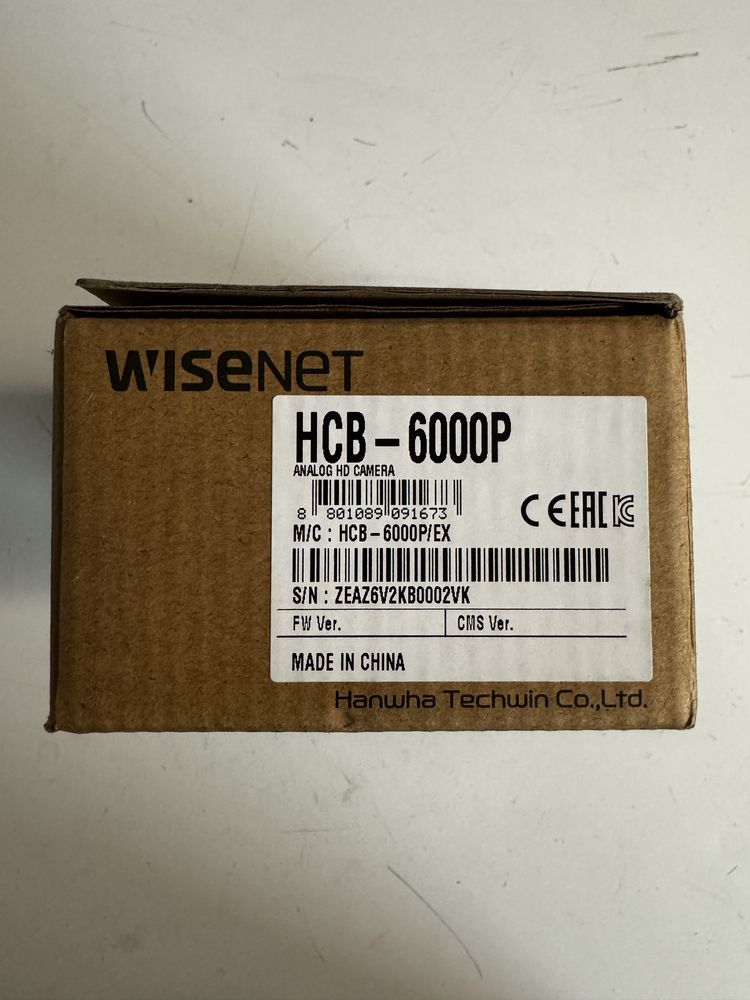 WISENET
HCB-6000P
ANALOG HD CAMERA
8 801089 091673
M/C : HCB-6000P/EX
S/N : ZEAZ6V2KB0002VK
FW Ver.
CMS Ver.
MADE IN CHINA
CE EAC KC
Hanwha Techwin Co.,Ltd.